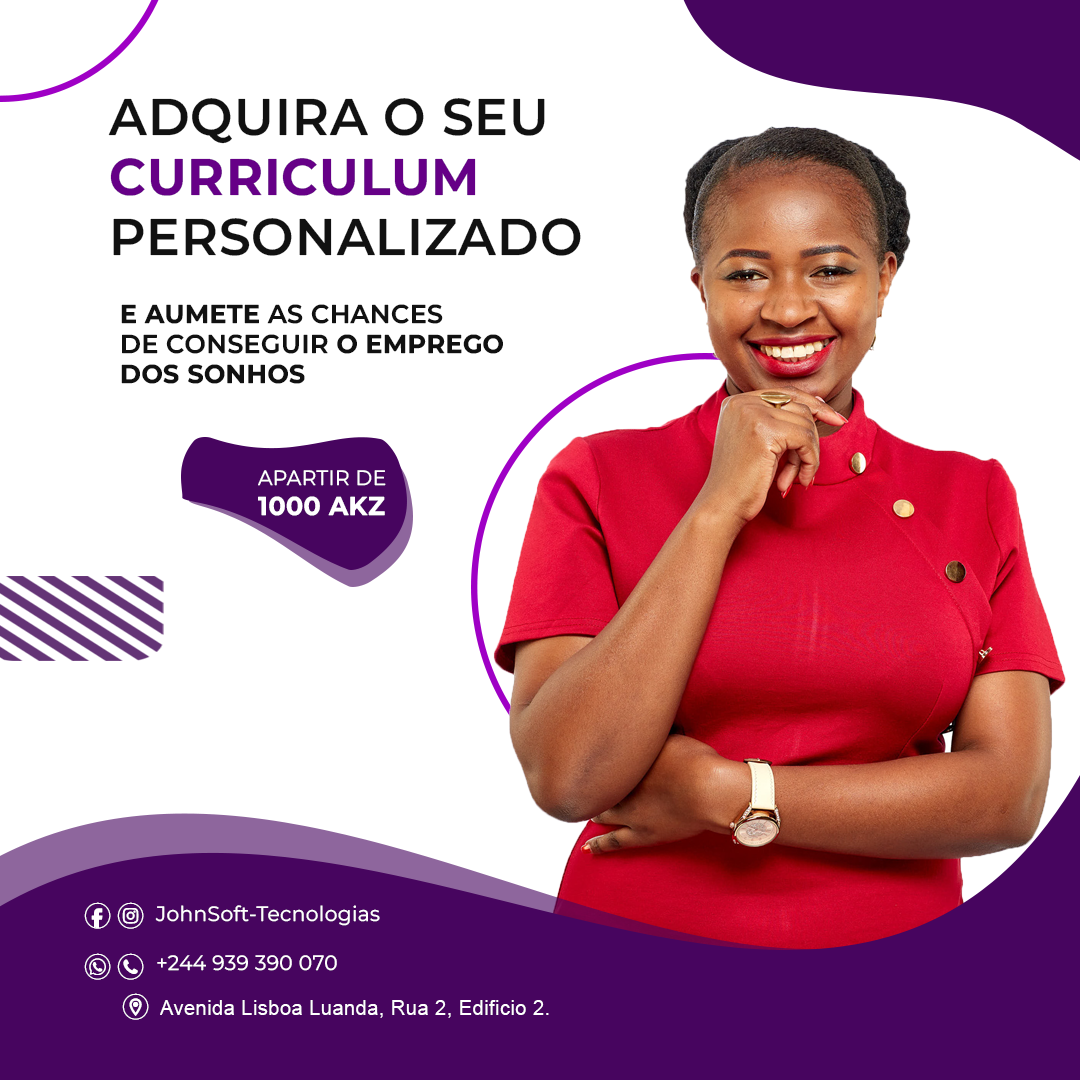 ADQUIRA O SEU
CURRICULUM
PERSONALIZADO
E AUMETE AS CHANCES
DE CONSEGUIR O EMPREGO
DOS SONHOS
APARTIR DE
1000 AKZ
JohnSoft-Tecnologias
+244 939 390 070
Avenida Lisboa Luanda, Rua 2, Edificio 2.